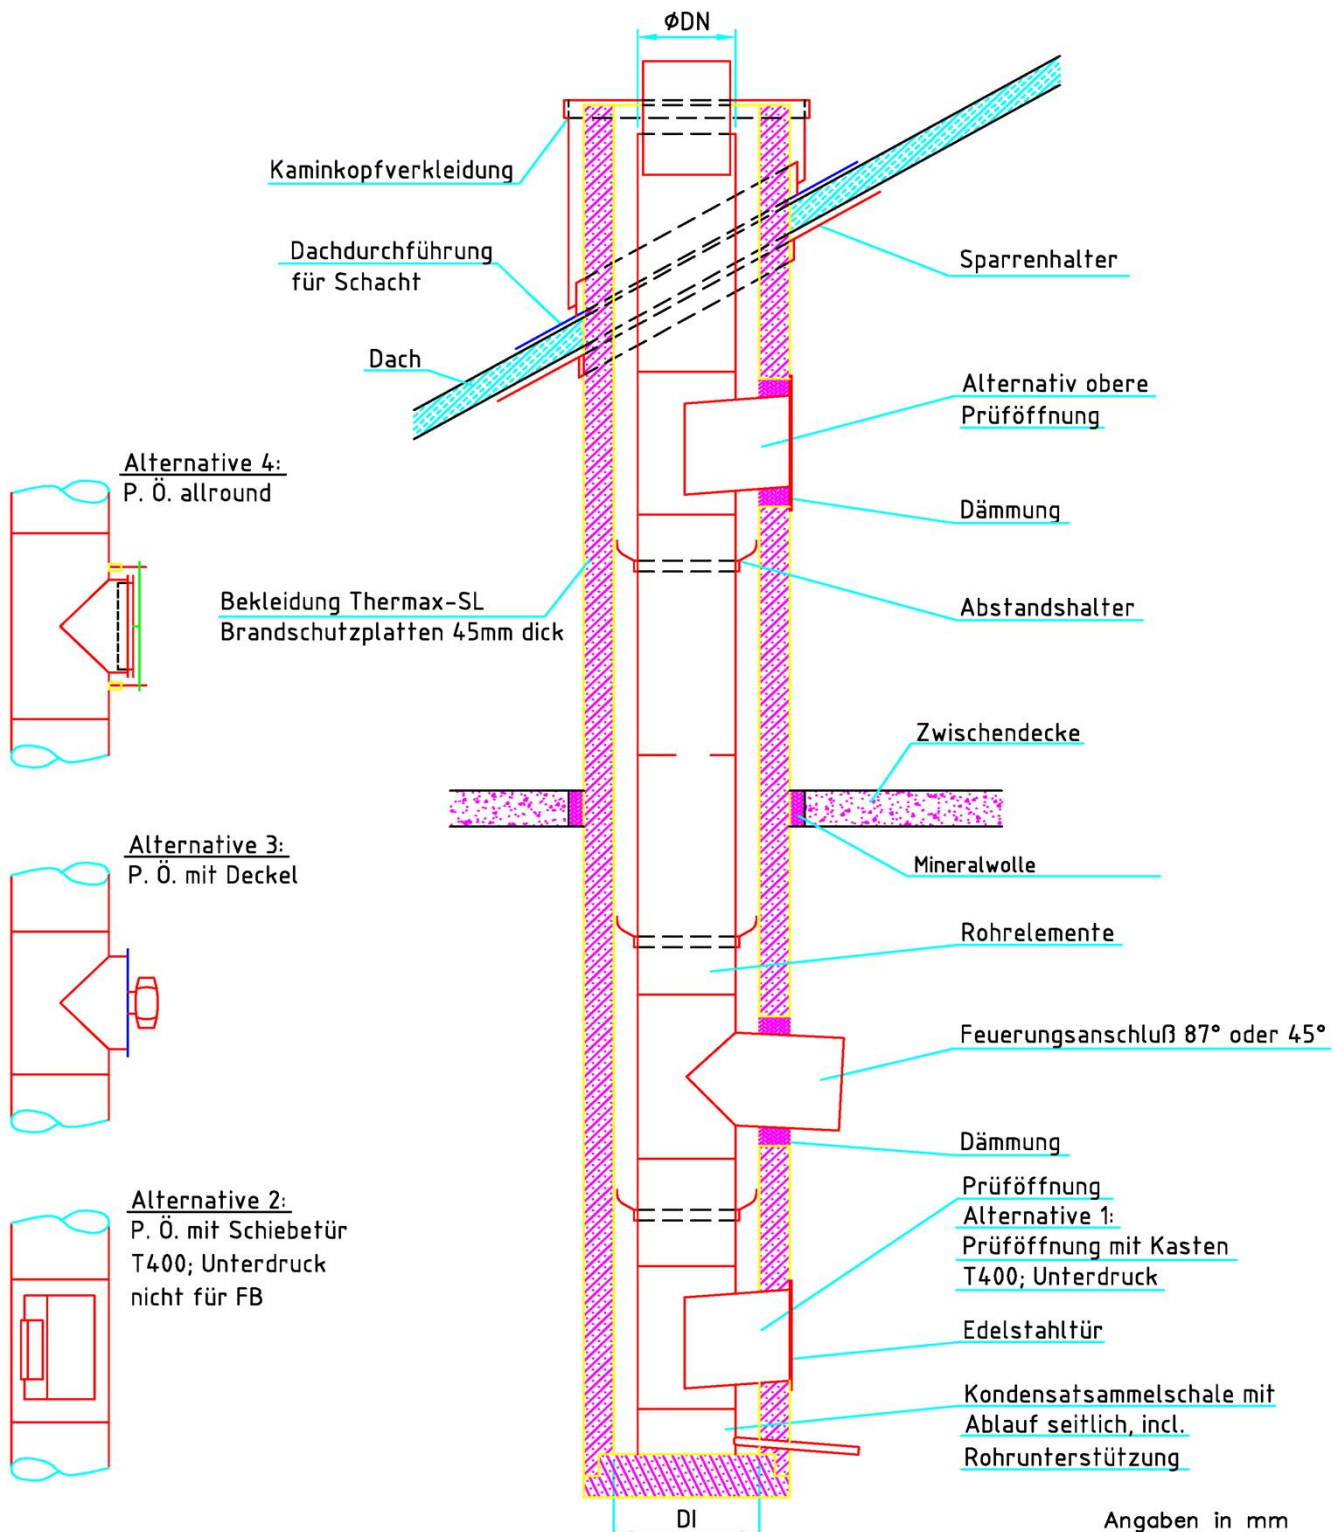 ØDN
Kaminkopfverkleidung
Dachdurchführung
für Schacht
Dach
Sparrenhalter
Alternativ obere
Prüföffnung
Dämmung
Abstandshalter
Alternative 4:
P. Ö. allround
Bekleidung Thermax-SL
Brandschutzplatten 45mm dick
Zwischendecke
Mineralwolle
Alternative 3:
P. Ö. mit Deckel
Rohrelemente
Feuerungsanschluß 87° oder 45°
Dämmung
Alternative 2:
P. Ö. mit Schiebetür
T400; Unterdruck
nicht für FB
Prüföffnung
Alternative 1:
Prüföffnung mit Kasten
T400; Unterdruck
Edelstahltür
Kondensatsammelschale mit
Ablauf seitlich, incl.
Rohrunterstützung
DI
Angaben in mm